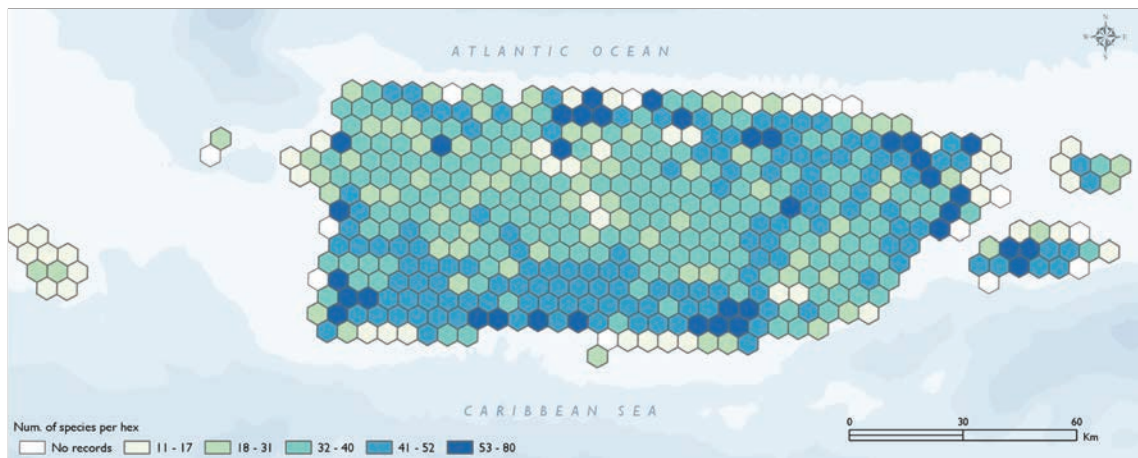 N
W E
S
ATLANTIC OCEAN
CARIBBEAN SEA
Num. of species per hex
No records 11 - 17 18 - 31 32 - 40 41 - 52 53 - 80
0 30 60
Km